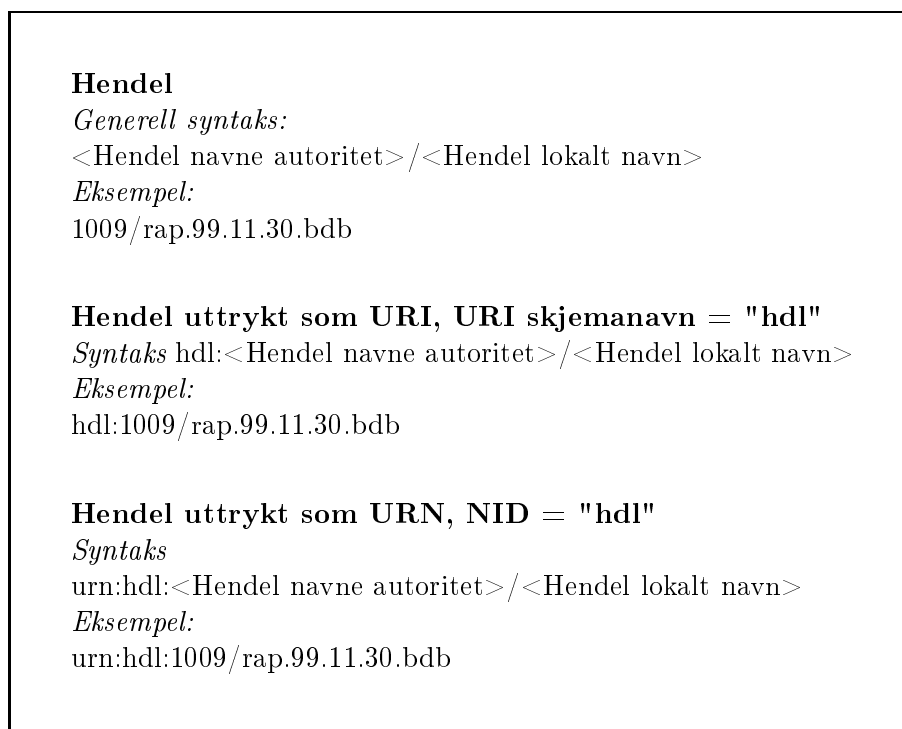 Hendel
Generell syntaks:
<Hendel navne autoritet>/<Hendel lokalt navn>
Eksempel:
1009/rap.99.11.30.bdb
Hendel uttrykt som URI, URI skjemanavn = "hdl"
Syntaks hdl:<Hendel navne autoritet>/<Hendel lokalt navn>
Eksempel:
hdl:1009/rap.99.11.30.bdb
Hendel uttrykt som URN, NID = "hdl"
Syntaks
urn:hdl:<Hendel navne autoritet>/<Hendel lokalt navn>
Eksempel:
urn:hdl:1009/rap.99.11.30.bdb